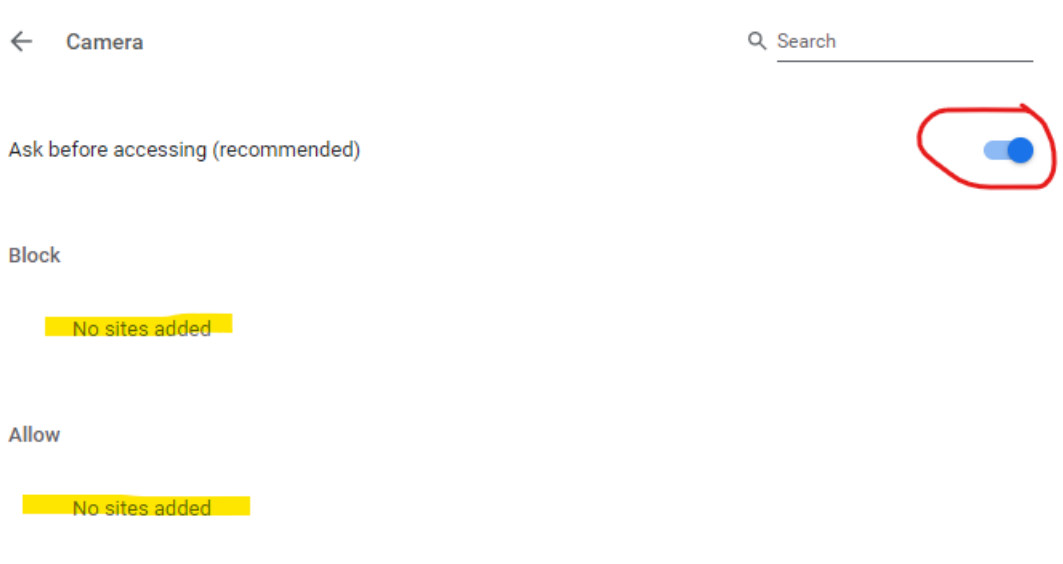 Camera
Search
Ask before accessing (recommended)
Block
No sites added
Allow
No sites added